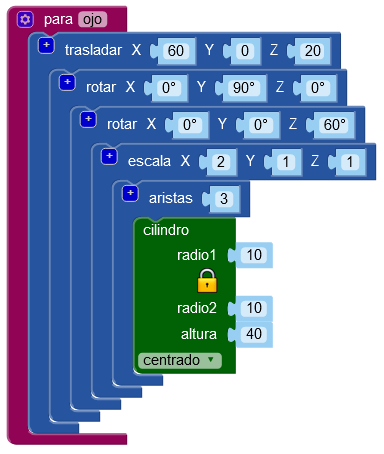 para ojo
trasladar X 60 Y 0 Z 20
rotar X 0° Y 90° Z 0°
rotar X 0° Y 0° Z 60°
escala X 2 Y 1 Z 1
aristas 3
cilindro
radio1 10
radio2 10
altura 40
centrado